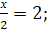 x/2 = 2;